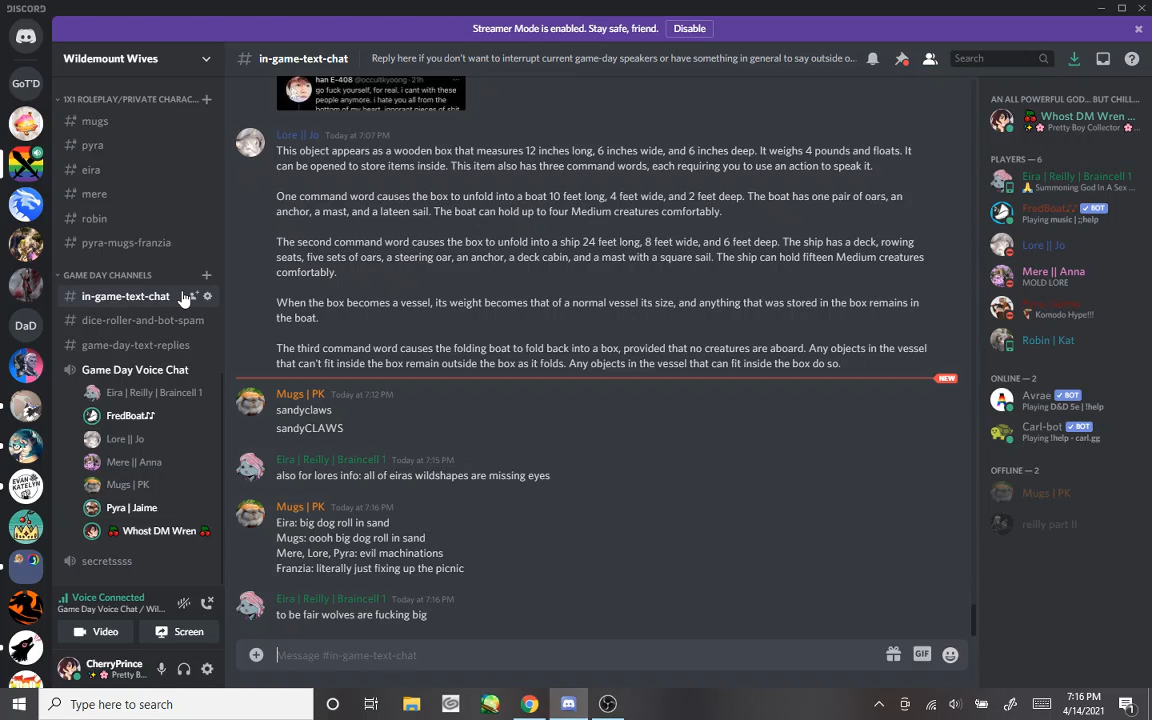 DISCORD
Streamer Mode is enabled. Stay safe, friend. Disable
GoT'D
DaD
EVAN KATELYN
Wildemount Wives
1X1 ROLEPLAY/PRIVATE CHARAC...
# mugs
# pyra
# eira
# mere
# robin
# pyra-mugs-franzia
GAME DAY CHANNELS
# in-game-text-chat
# dice-roller-and-bot-spam
# game-day-text-replies
Game Day Voice Chat
Eira | Reilly | Braincell 1
FredBoat♪♪
Lore || Jo
Mere || Anna
Mugs | PK
Pyra | Jaime
🍒 Whost DM Wren 🍒
secretssss
Voice Connected
Game Day Voice Chat / Wil...
Video
Screen
CherryPrince
✨🌸 Pretty B...
# in-game-text-chat
Reply here if you don't want to interrupt current game-day speakers or have something in general to say outside o...
Search
han E-408 @occultikyoong · 21h
go fuck yourself, for real. i cant with these
people anymore. i hate you all from the
bottom of my heart, ignorant pieces of shit
Lore || Jo Today at 7:07 PM
This object appears as a wooden box that measures 12 inches long, 6 inches wide, and 6 inches deep. It weighs 4 pounds and floats. It
can be opened to store items inside. This item also has three command words, each requiring you to use an action to speak it.
One command word causes the box to unfold into a boat 10 feet long, 4 feet wide, and 2 feet deep. The boat has one pair of oars, an
anchor, a mast, and a lateen sail. The boat can hold up to four Medium creatures comfortably.
The second command word causes the box to unfold into a ship 24 feet long, 8 feet wide, and 6 feet deep. The ship has a deck, rowing
seats, five sets of oars, a steering oar, an anchor, a deck cabin, and a mast with a square sail. The ship can hold fifteen Medium creatures
comfortably.
When the box becomes a vessel, its weight becomes that of a normal vessel its size, and anything that was stored in the box remains in
the boat.
The third command word causes the folding boat to fold back into a box, provided that no creatures are aboard. Any objects in the vessel
that can't fit inside the box remain outside the box as it folds. Any objects in the vessel that can fit inside the box do so.
NEW
Mugs | PK Today at 7:12 PM
sandyclaws
sandyCLAWS
Eira | Reilly | Braincell 1 Today at 7:15 PM
also for lores info: all of eiras wildshapes are missing eyes
Mugs | PK Today at 7:16 PM
Eira: big dog roll in sand
Mugs: oooh big dog roll in sand
Mere, Lore, Pyra: evil machinations
Franzia: literally just fixing up the picnic
Eira | Reilly | Braincell 1 Today at 7:16 PM
to be fair wolves are fucking big
Message #in-game-text-chat
GIF
AN ALL POWERFUL GOD... BUT CHILL...
🍒 Whost DM Wren ...
✨🌸 Pretty Boy Collector 🌸...
PLAYERS — 6
Eira | Reilly | Braincell 1
🙏 Summoning God In A Sex ...
FredBoat♪♪ ✓ BOT
Playing music | ;;help
Lore || Jo
Mere || Anna
MOLD LORE
Pyra | Jaime
Komodo Hype!!!
Robin | Kat
ONLINE — 2
Avrae ✓ BOT
Playing D&D 5e | !help
Carl-bot ✓ BOT
Playing !help - carl.gg
OFFLINE — 2
Mugs | PK
reilly part II
Type here to search
7:16 PM
4/14/2021
1